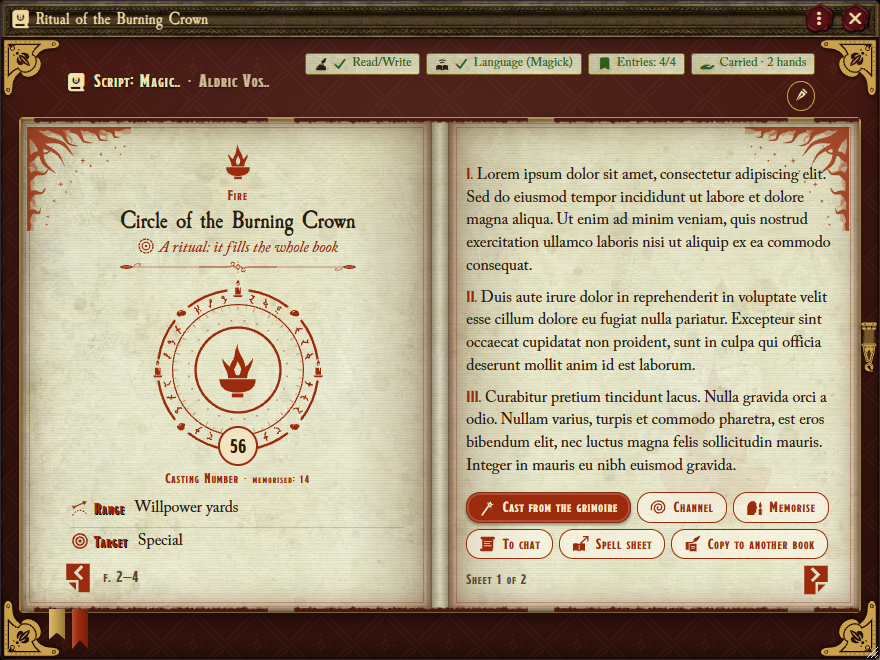 Ritual of the Burning Crown
Script: Magic.. · Aldric Vos..
Read/Write
Language (Magick)
Entries: 4/4
Carried · 2 hands
Fire
Circle of the Burning Crown
A ritual: it fills the whole book
56
Casting Number · memorised: 14
Range Willpower yards
Target Special
f. 2–4
I. Lorem ipsum dolor sit amet, consectetur adipiscing elit.
Sed do eiusmod tempor incididunt ut labore et dolore
magna aliqua. Ut enim ad minim veniam, quis nostrud
exercitation ullamco laboris nisi ut aliquip ex ea commodo
consequat.
II. Duis aute irure dolor in reprehenderit in voluptate velit
esse cillum dolore eu fugiat nulla pariatur. Excepteur sint
occaecat cupidatat non proident, sunt in culpa qui officia
deserunt mollit anim id est laborum.
III. Curabitur pretium tincidunt lacus. Nulla gravida orci a
odio. Nullam varius, turpis et commodo pharetra, est eros
bibendum elit, nec luctus magna felis sollicitudin mauris.
Integer in mauris eu nibh euismod gravida.
Cast from the grimoire
Channel
Memorise
To chat
Spell sheet
Copy to another book
Sheet 1 of 2